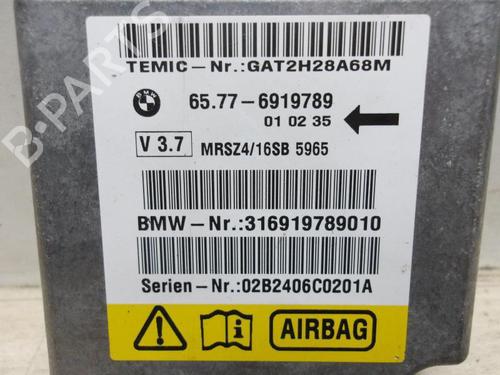 TEMIC-Nr.:GAT2H28A68M
65.77-6919789
01 02 35
V 3.7 MRSZ4/16SB 5965
BMW-Nr.:316919789010
Serien-Nr.:02B2406C0201A
AIRBAG
B-PARTS